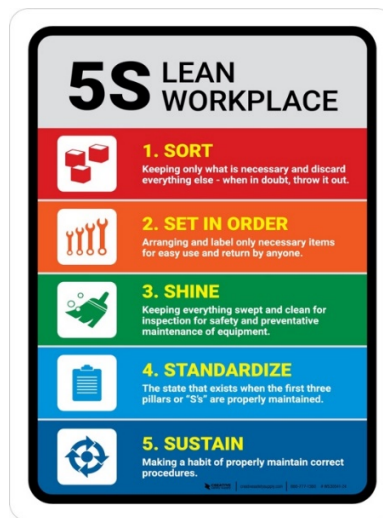 5S LEAN
WORKPLACE
1. SORT
Keeping only what is necessary and discard
everything else - when in doubt, throw it out.
2. SET IN ORDER
Arranging and label only necessary items
for easy use and return by anyone.
3. SHINE
Keeping everything swept and clean for
inspection for safety and preventative
maintenance of equipment.
4. STANDARDIZE
The state that exists when the first three
pillars or "S's" are properly maintained.
5. SUSTAIN
Making a habit of properly maintain correct
procedures.